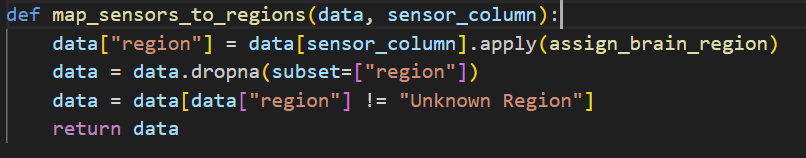 def map_sensors_to_regions(data, sensor_column):
    data["region"] = data[sensor_column].apply(assign_brain_region)
    data = data.dropna(subset=["region"])
    data = data[data["region"] != "Unknown Region"]
    return data